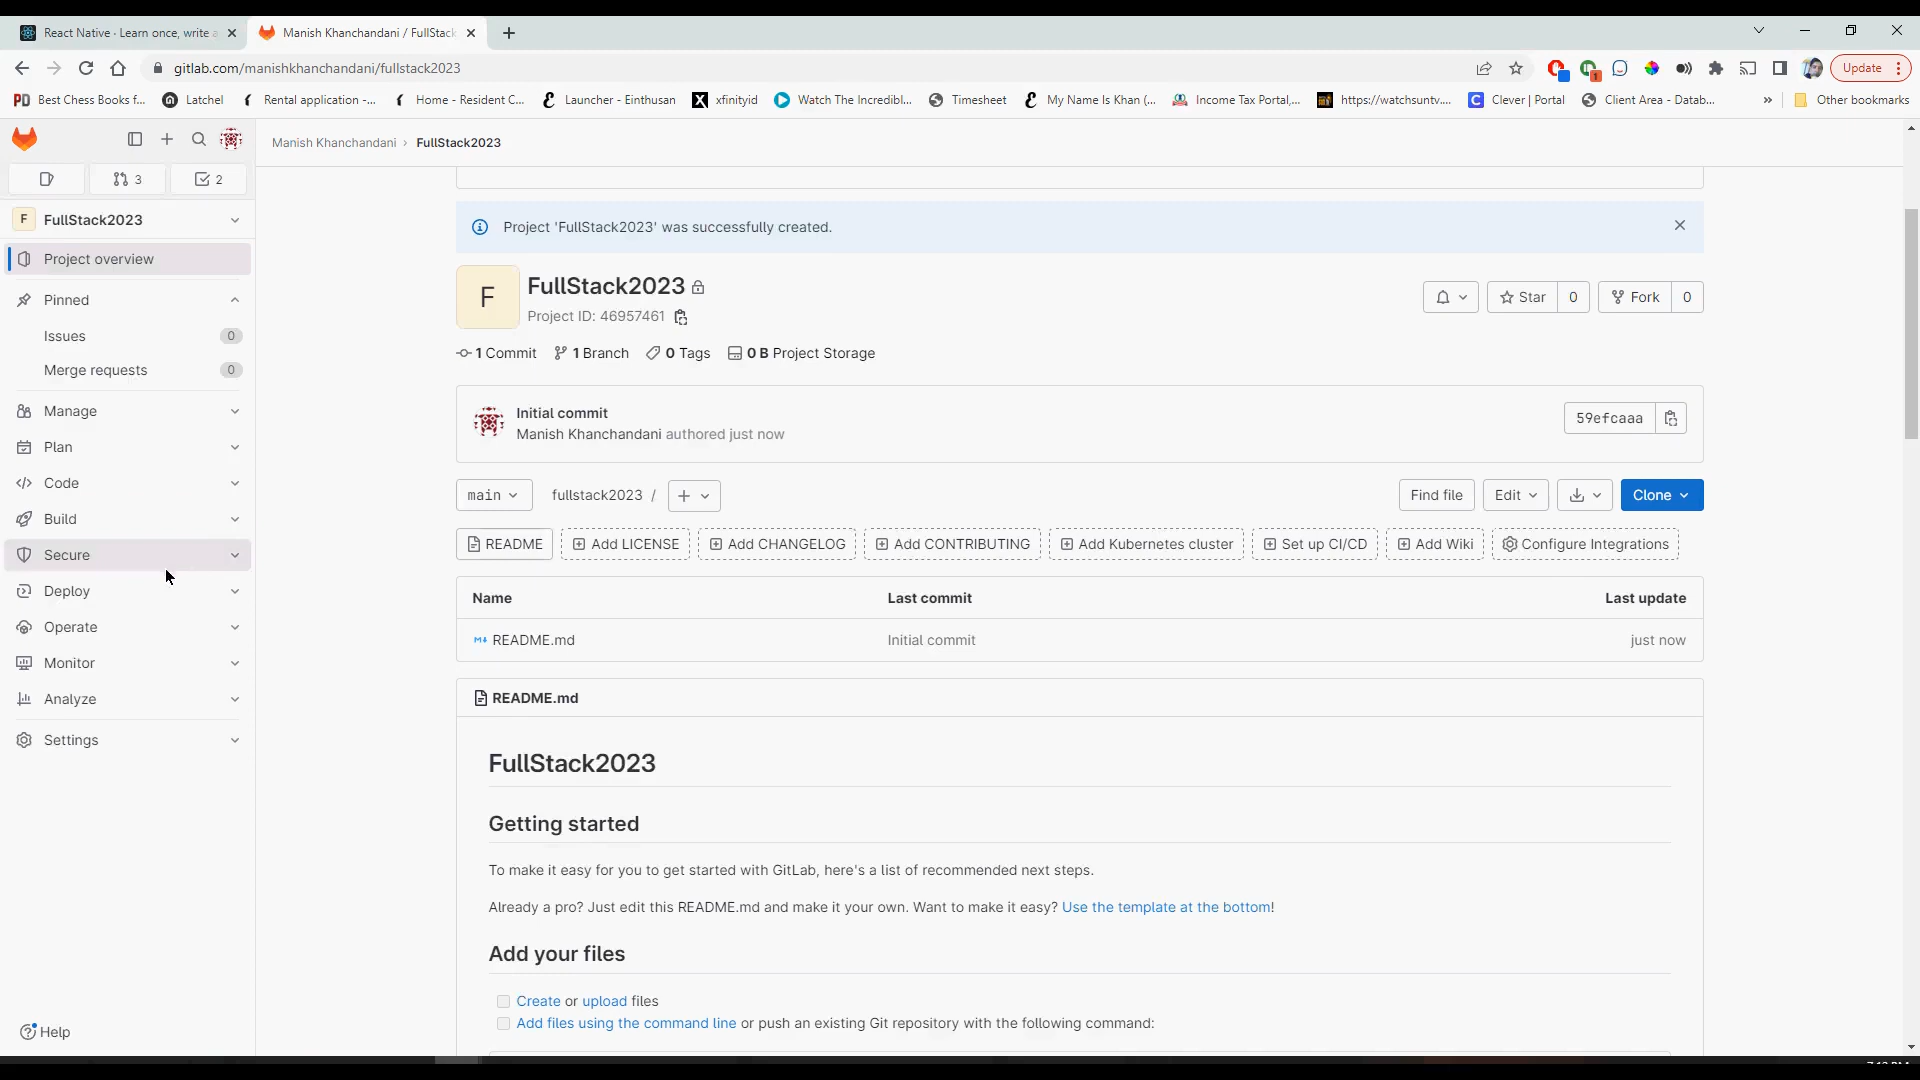 React Native · Learn once, write a
Manish Khanchandani / FullStack
gitlab.com/manishkhanchandani/fullstack2023
Update
Best Chess Books f...
Latchel
Rental application -...
Home - Resident C...
Launcher - Einthusan
xfinityid
Watch The Incredibl...
Timesheet
My Name Is Khan (...
Income Tax Portal,...
https://watchsuntv....
Clever | Portal
Client Area - Datab...
»
Other bookmarks
Manish Khanchandani › FullStack2023
3
2
F FullStack2023
Project overview
Pinned
Issues 0
Merge requests 0
Manage
Plan
Code
Build
Secure
Deploy
Operate
Monitor
Analyze
Settings
Help
Project 'FullStack2023' was successfully created.
F
FullStack2023
Project ID: 46957461
Star 0
Fork 0
1 Commit 1 Branch 0 Tags 0 B Project Storage
Initial commit
Manish Khanchandani authored just now
59efcaaa
main fullstack2023 / +
Find file Edit Clone
README Add LICENSE Add CHANGELOG Add CONTRIBUTING Add Kubernetes cluster Set up CI/CD Add Wiki Configure Integrations
Name Last commit Last update
README.md Initial commit just now
README.md
FullStack2023
Getting started
To make it easy for you to get started with GitLab, here's a list of recommended next steps.
Already a pro? Just edit this README.md and make it your own. Want to make it easy? Use the template at the bottom!
Add your files
Create or upload files
Add files using the command line or push an existing Git repository with the following command: